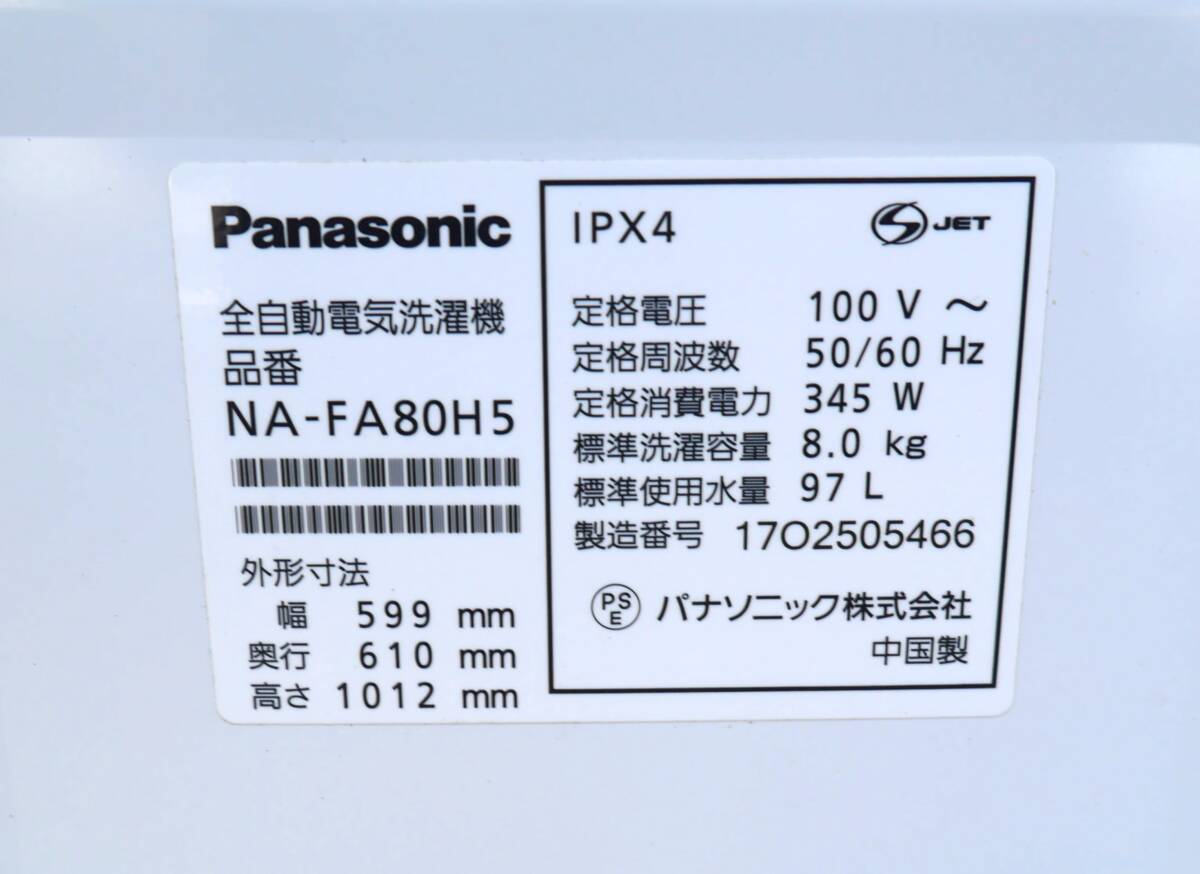 Panasonic
全自動電気洗濯機
品番
NA-FA80H5
外形寸法
幅 599 mm
奥行 610 mm
高さ 1012 mm
IPX4
JET
定格電圧 100 V ~
定格周波数 50/60 Hz
定格消費電力 345 W
標準洗濯容量 8.0 kg
標準使用水量 97 L
製造番号 17O2505466
PS
E
パナソニック株式会社
中国製